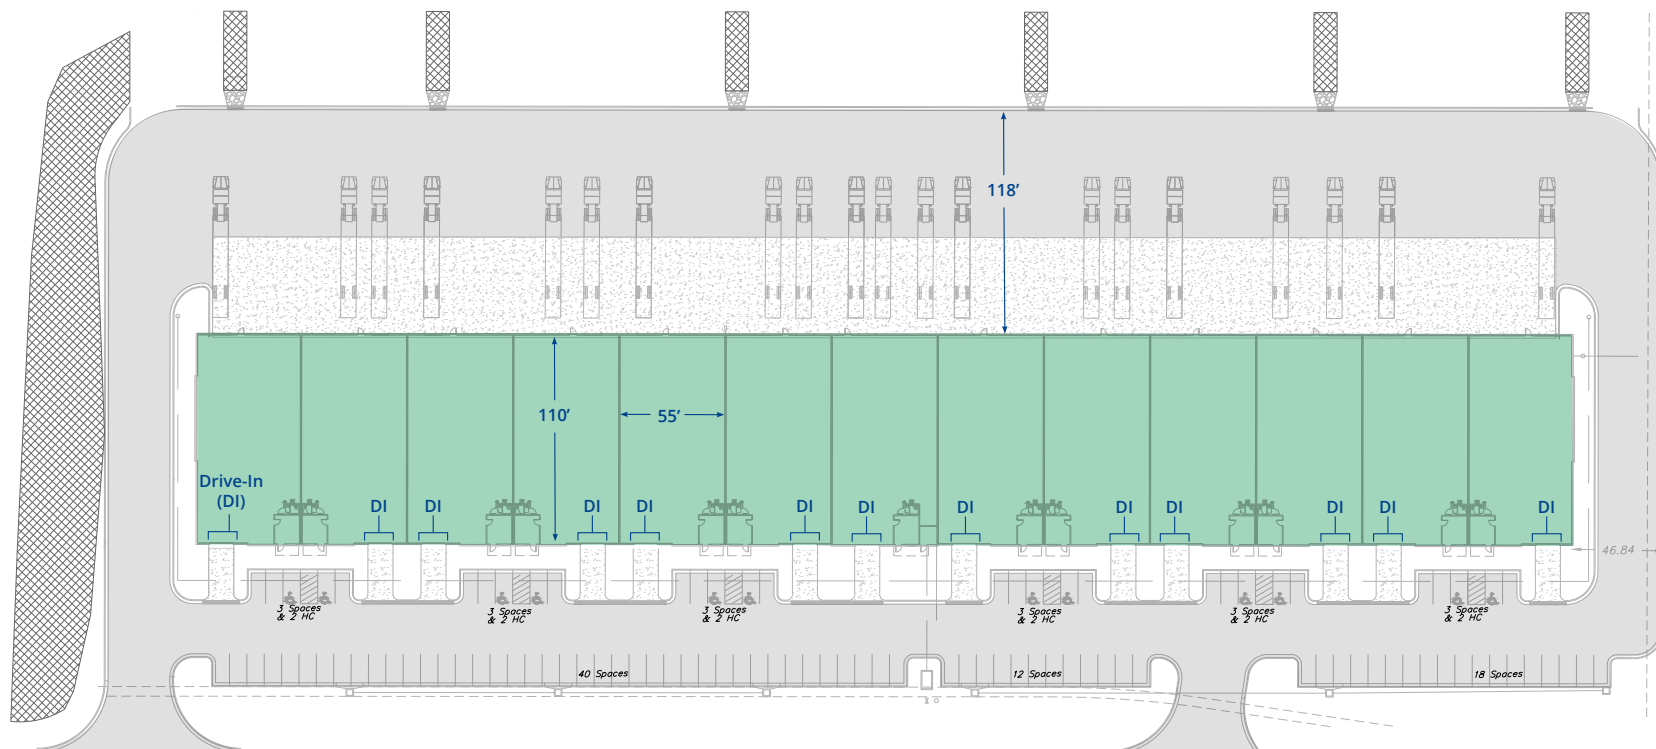 118’
110’
55’
Drive-In
(DI)
DI
DI
DI
DI
DI
DI
DI
DI
DI
DI
DI
DI
46.84
3 Spaces
& 2 HC
3 Spaces
& 2 HC
3 Spaces
& 2 HC
3 Spaces
& 2 HC
3 Spaces
& 2 HC
3 Spaces
& 2 HC
40 Spaces
12 Spaces
18 Spaces